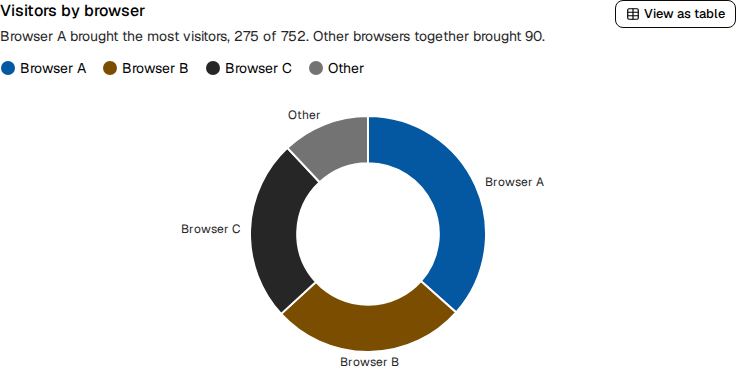 Visitors by browser
View as table
Browser A brought the most visitors, 275 of 752. Other browsers together brought 90.
Browser A
Browser B
Browser C
Other
Other
Browser A
Browser C
Browser B